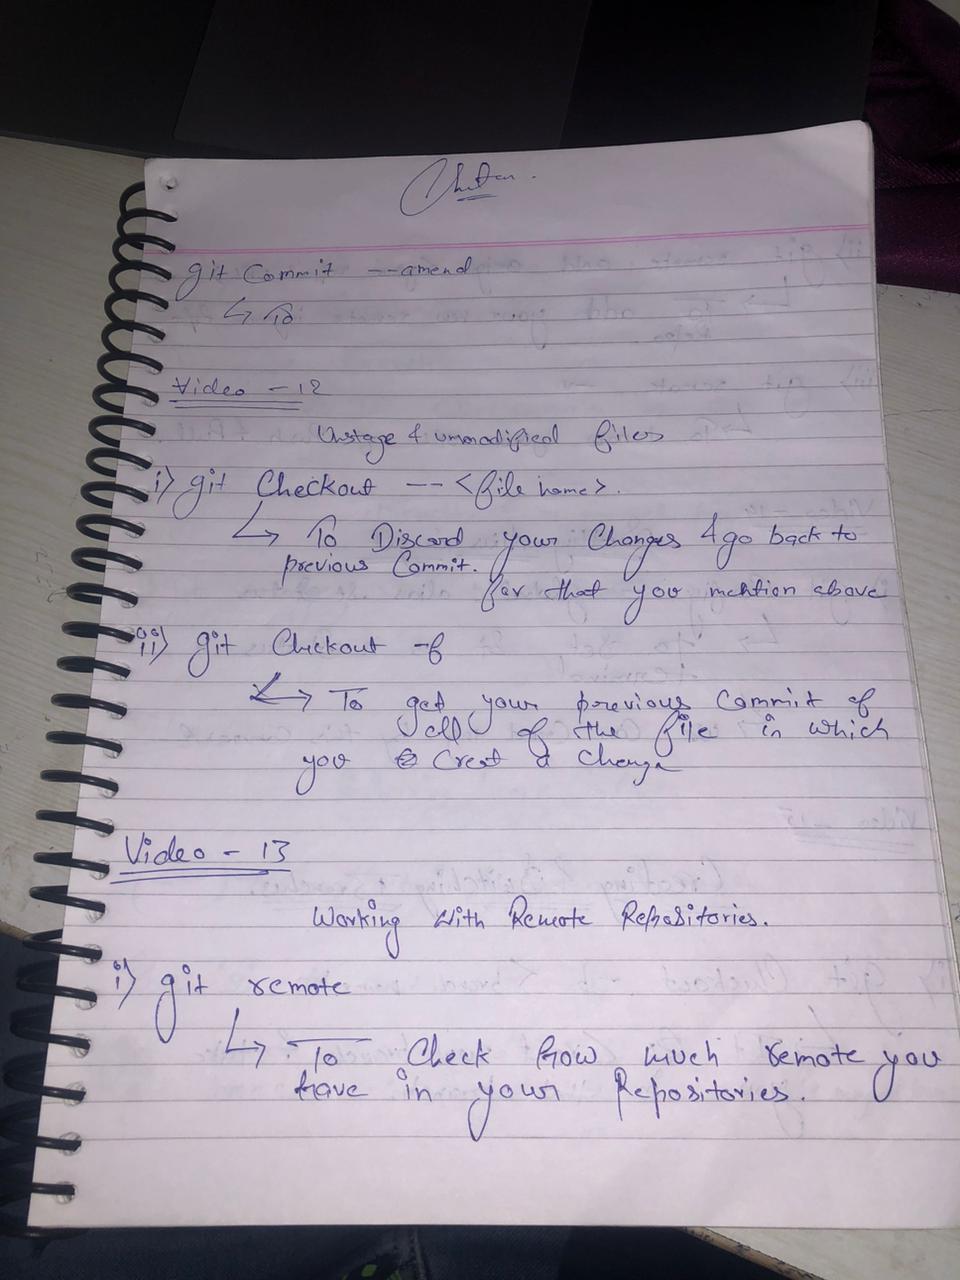 Chetan.
git Commit --amend
↳ To
Video - 12
Unstage & unmodified files
i) git Checkout -- <file name>.
↳ To Discard your Changes & go back to
previous Commit.
for that you mention above
ii) git Checkout -f
↳ To get your previous Commit of
all of the file in which
you Creat a Change
Video - 13
Working With Remote Repositories.
i) git remote
↳ To Check how much remote you
have in your Repositories.